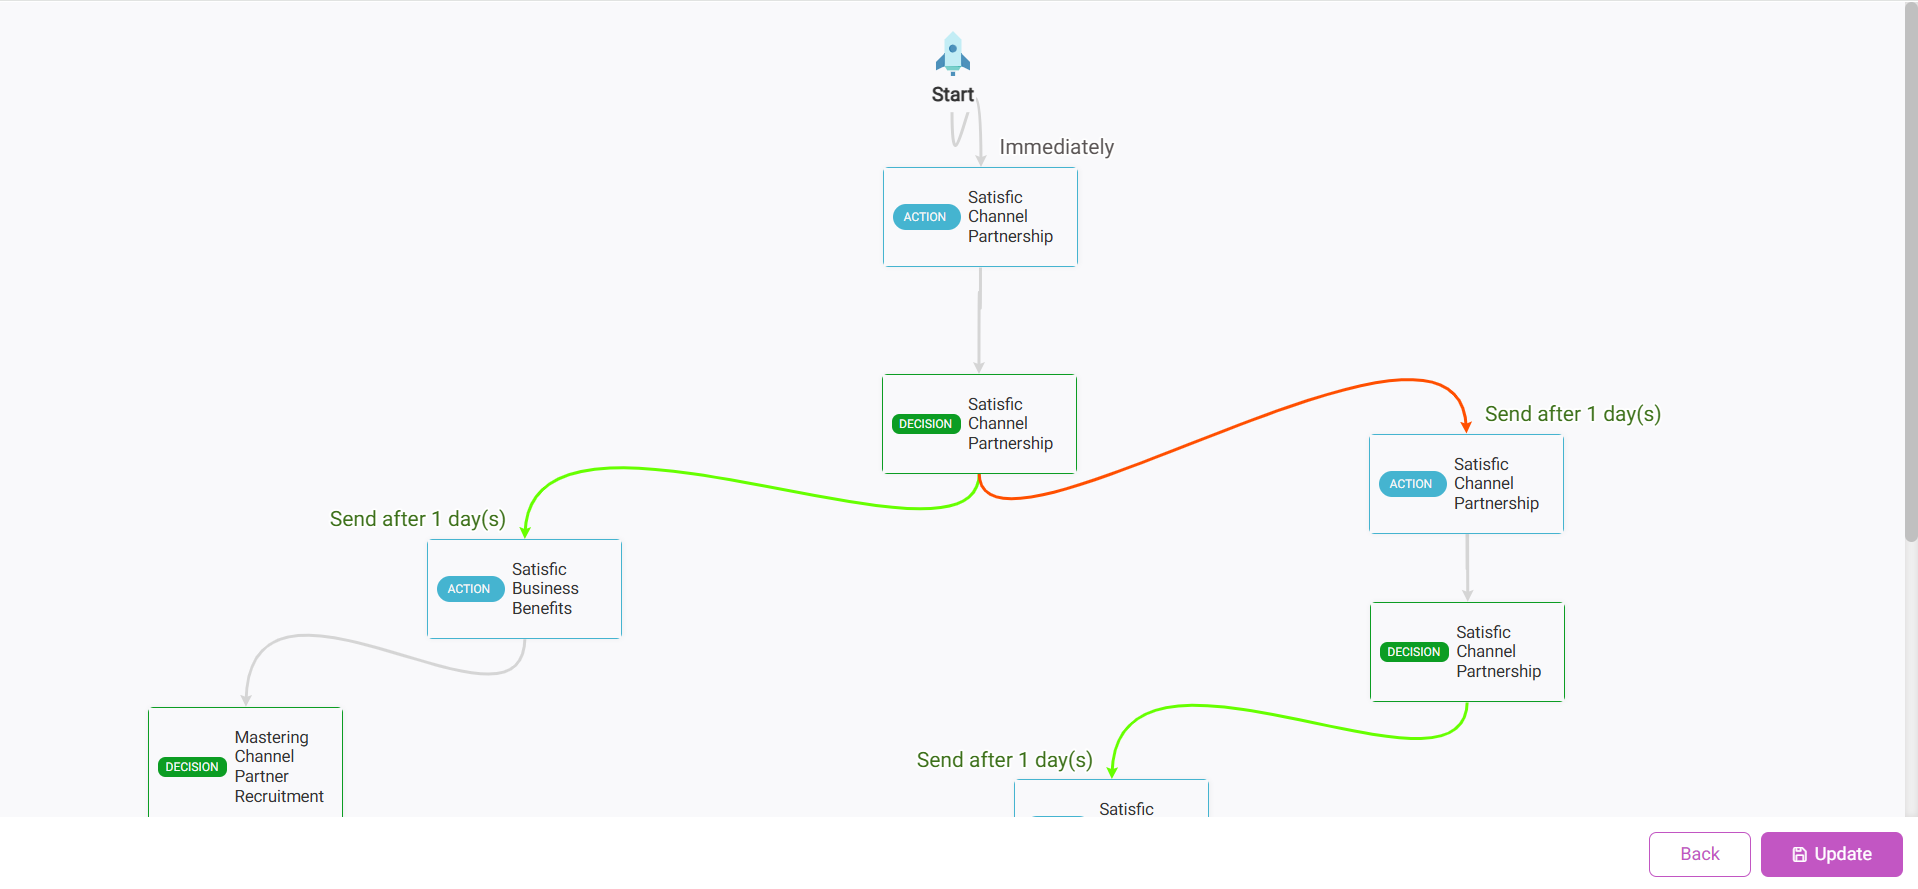 Start
Immediately
ACTION
Satisfic
Channel
Partnership
DECISION
Satisfic
Channel
Partnership
Send after 1 day(s)
ACTION
Satisfic
Channel
Partnership
Send after 1 day(s)
ACTION
Satisfic
Business
Benefits
DECISION
Satisfic
Channel
Partnership
DECISION
Mastering
Channel
Partner
Recruitment
Send after 1 day(s)
Satisfic
Back
Update